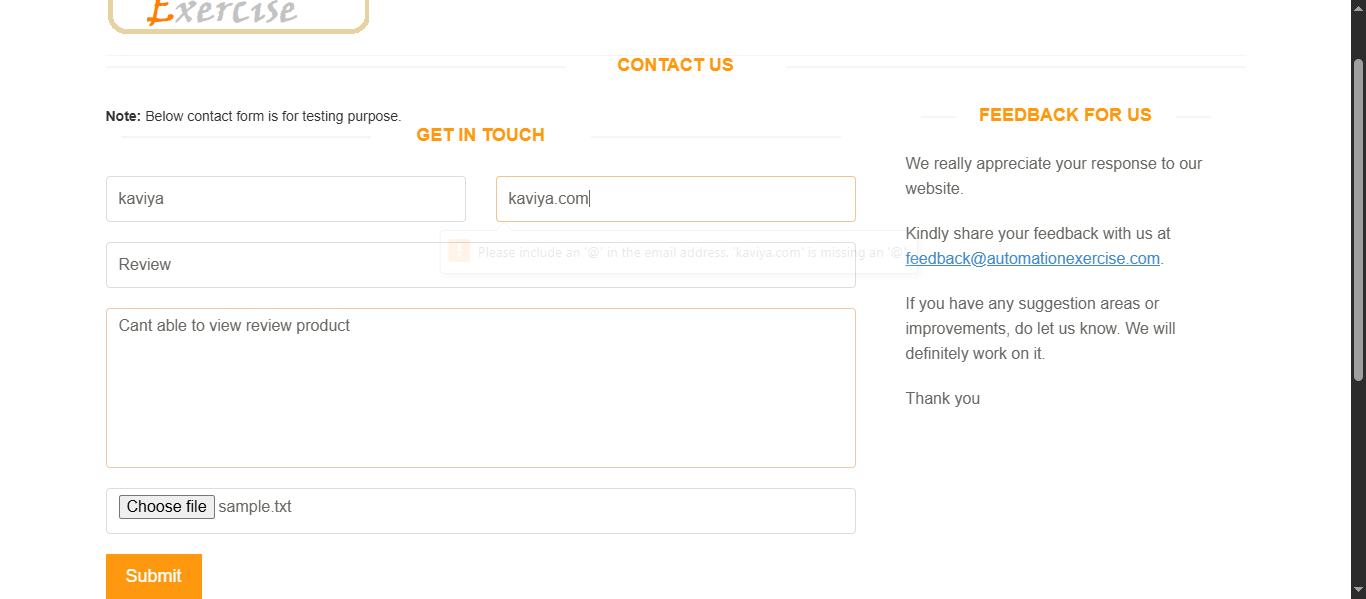 Exercise
CONTACT US
Note: Below contact form is for testing purpose.
GET IN TOUCH
kaviya
kaviya.com
Please include an '@' in the email address. 'kaviya.com' is missing an '@'.
Review
Cant able to view review product
Choose file sample.txt
Submit
FEEDBACK FOR US
We really appreciate your response to our
website.
Kindly share your feedback with us at
feedback@automationexercise.com.
If you have any suggestion areas or
improvements, do let us know. We will
definitely work on it.
Thank you